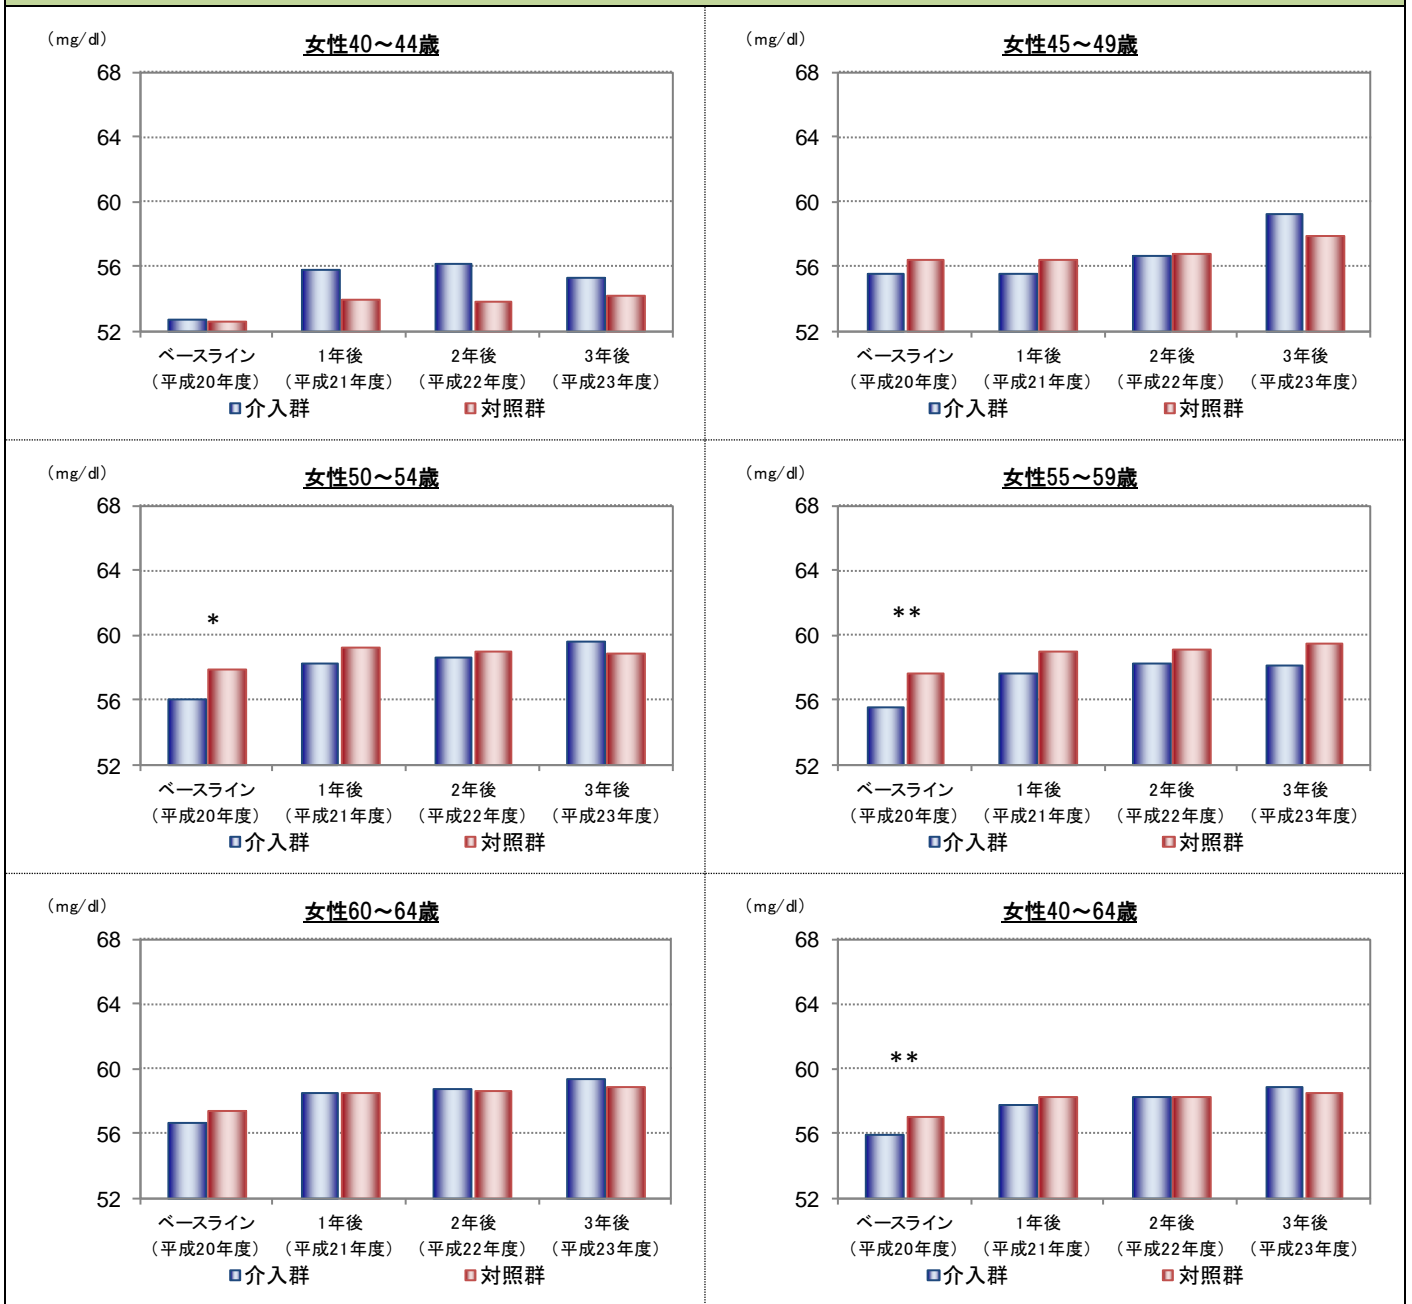 (mg/dl)
女性40～44歳
68
64
60
56
52
ベースライン 1年後 2年後 3年後
(平成20年度) (平成21年度) (平成22年度) (平成23年度)
介入群 対照群
(mg/dl)
女性45～49歳
68
64
60
56
52
ベースライン 1年後 2年後 3年後
(平成20年度) (平成21年度) (平成22年度) (平成23年度)
介入群 対照群
(mg/dl)
女性50～54歳
68
64
60
56
52
*
ベースライン 1年後 2年後 3年後
(平成20年度) (平成21年度) (平成22年度) (平成23年度)
介入群 対照群
(mg/dl)
女性55～59歳
68
64
60
56
52
**
ベースライン 1年後 2年後 3年後
(平成20年度) (平成21年度) (平成22年度) (平成23年度)
介入群 対照群
(mg/dl)
女性60～64歳
68
64
60
56
52
ベースライン 1年後 2年後 3年後
(平成20年度) (平成21年度) (平成22年度) (平成23年度)
介入群 対照群
(mg/dl)
女性40～64歳
68
64
60
56
52
**
ベースライン 1年後 2年後 3年後
(平成20年度) (平成21年度) (平成22年度) (平成23年度)
介入群 対照群